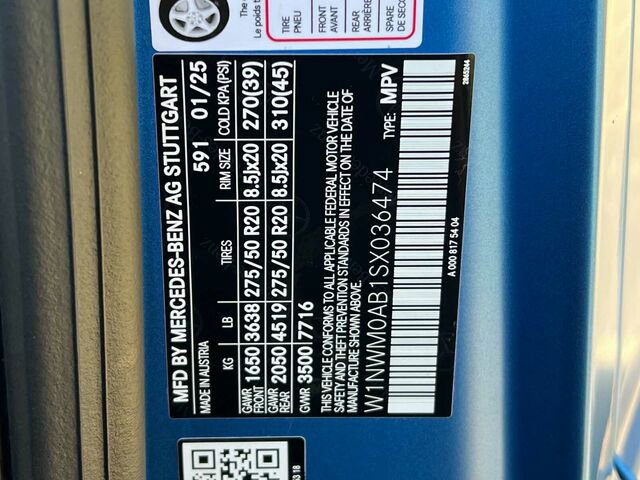 The
Le poids t
TIRE
PNEU
FRONT
AVANT
REAR
ARRIÈRE
SPARE
DE SECO
MFD BY MERCEDES-BENZ AG STUTTGART
MADE IN AUSTRIA 591 01/25
KG LB TIRES RIM SIZE COLD KPA(PSI)
GAWR FRONT 1650 3638 275/50 R20 8.5Jx20 270(39)
GAWR REAR 2050 4519 275/50 R20 8.5Jx20 310(45)
GVWR 3500 7716
THIS VEHICLE CONFORMS TO ALL APPLICABLE FEDERAL MOTOR VEHICLE
SAFETY AND THEFT PREVENTION STANDARDS IN EFFECT ON THE DATE OF
MANUFACTURE SHOWN ABOVE.
TYPE: MPV
W1NWM0AB1SX036474
A 000 817 54 04
2865244